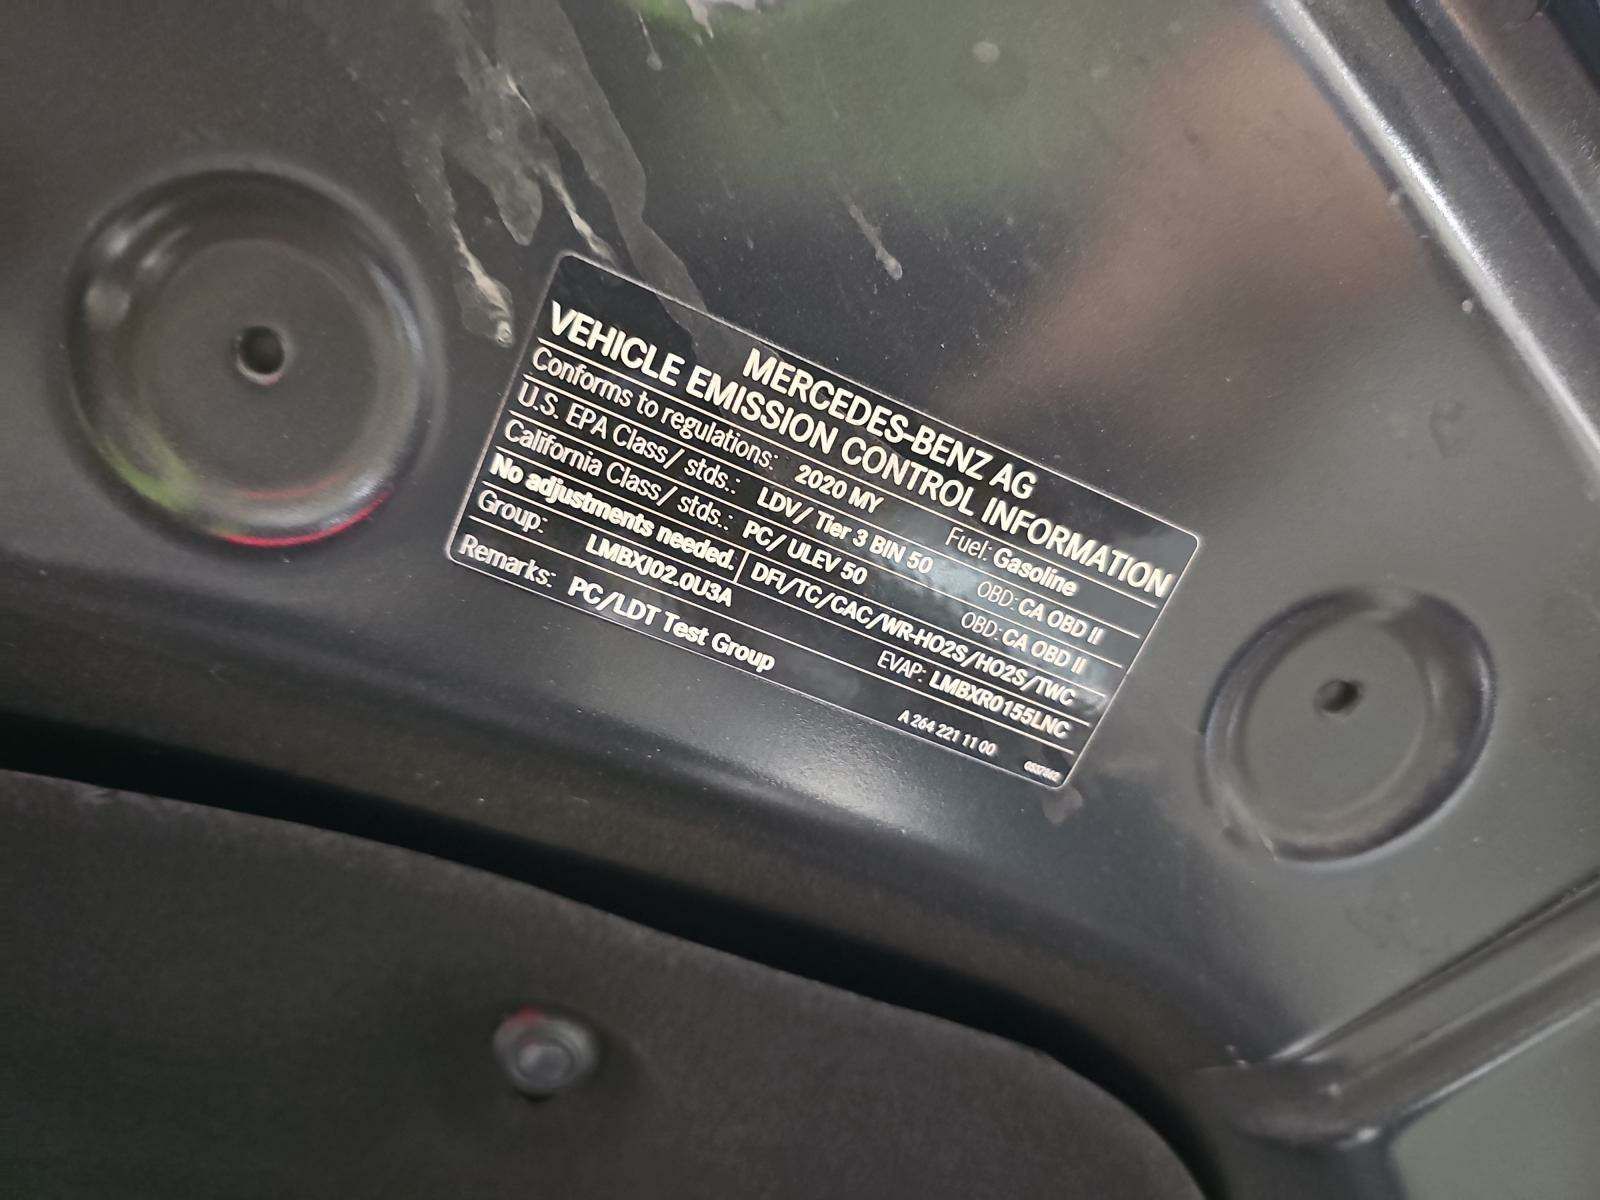 MERCEDES-BENZ AG
VEHICLE EMISSION CONTROL INFORMATION
Conforms to regulations: 2020 MY Fuel: Gasoline
U.S. EPA Class/ stds.: LDV/ Tier 3 BIN 50 OBD: CA OBD II
California Class/ stds.: PC/ ULEV 50 OBD: CA OBD II
No adjustments needed. DFI/TC/CAC/WR-HO2S/HO2S/TWC
Group: LMBXJ02.0U3A EVAP: LMBXR0155LNC
Remarks: PC/LDT Test Group
A 264 221 11 00